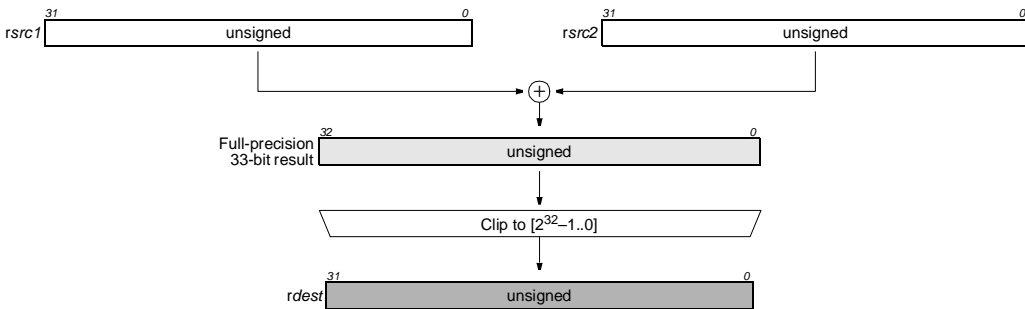 31 0 31 0
rsrc1 unsigned rsrc2 unsigned
+
32 0
Full-precision
33-bit result
unsigned
Clip to [2³²–1..0]
31 0
rdest unsigned